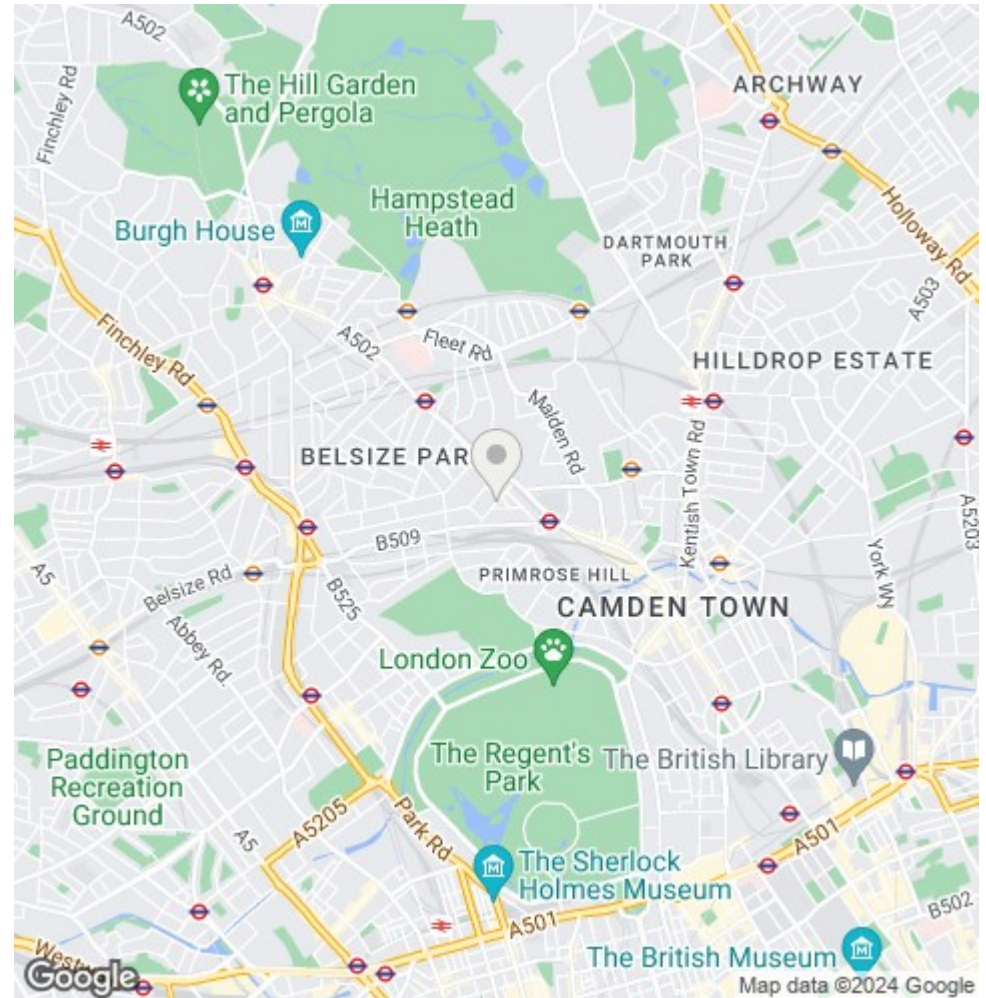 A502
Finchley Rd
The Hill Garden
and Pergola
ARCHWAY
Hampstead
Heath
Holloway Rd
Burgh House
DARTMOUTH
PARK
A503
A502
Fleet Rd
Finchley Rd
HILLDROP ESTATE
Malden Rd
BELSIZE PAR
Kentish Town Rd
A5203
B509
York WN
A5
Belsize Rd
B525
PRIMROSE HILL
CAMDEN TOWN
Abbey Rd.
London Zoo
The Regent's
Park
The British Library
Paddington
Recreation
Ground
A5205
Park Rd
A5
A501
The Sherlock
Holmes Museum
B502
A501
The British Museum
Westw
Google
Map data ©2024 Google